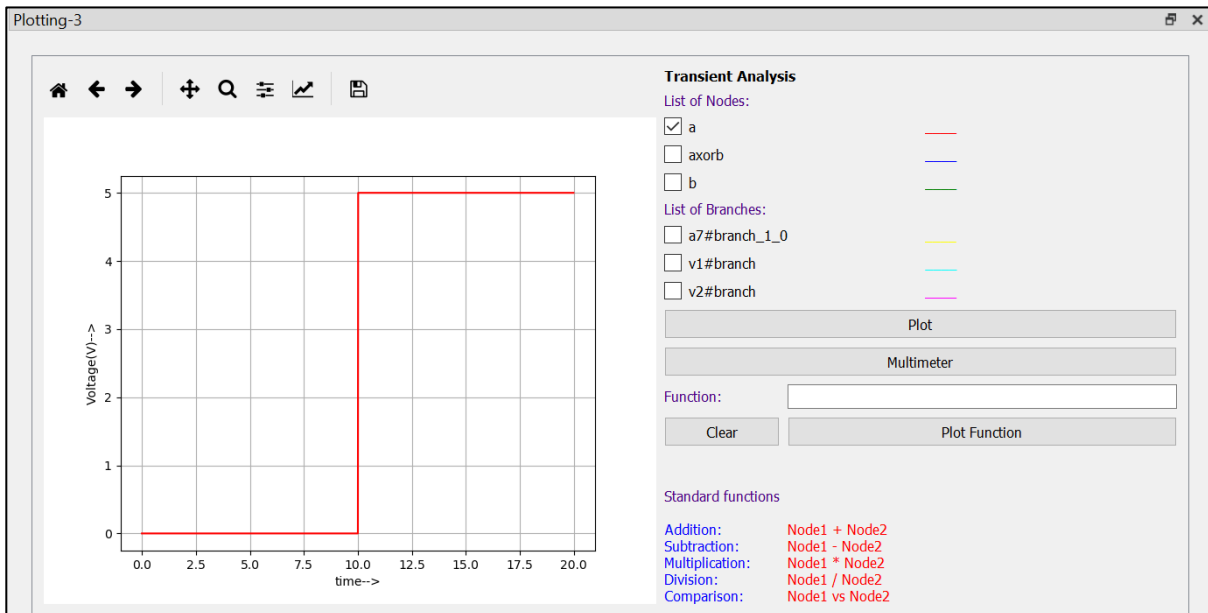 Plotting-3
Transient Analysis
List of Nodes:
a
axorb
b
List of Branches:
a7#branch_1_0
v1#branch
v2#branch
Plot
Multimeter
Function:
Clear Plot Function
Standard functions
Addition: Node1 + Node2
Subtraction: Node1 - Node2
Multiplication: Node1 * Node2
Division: Node1 / Node2
Comparison: Node1 vs Node2
Voltage(V)-->
5
4
3
2
1
0
0.0 2.5 5.0 7.5 10.0 12.5 15.0 17.5 20.0
time-->